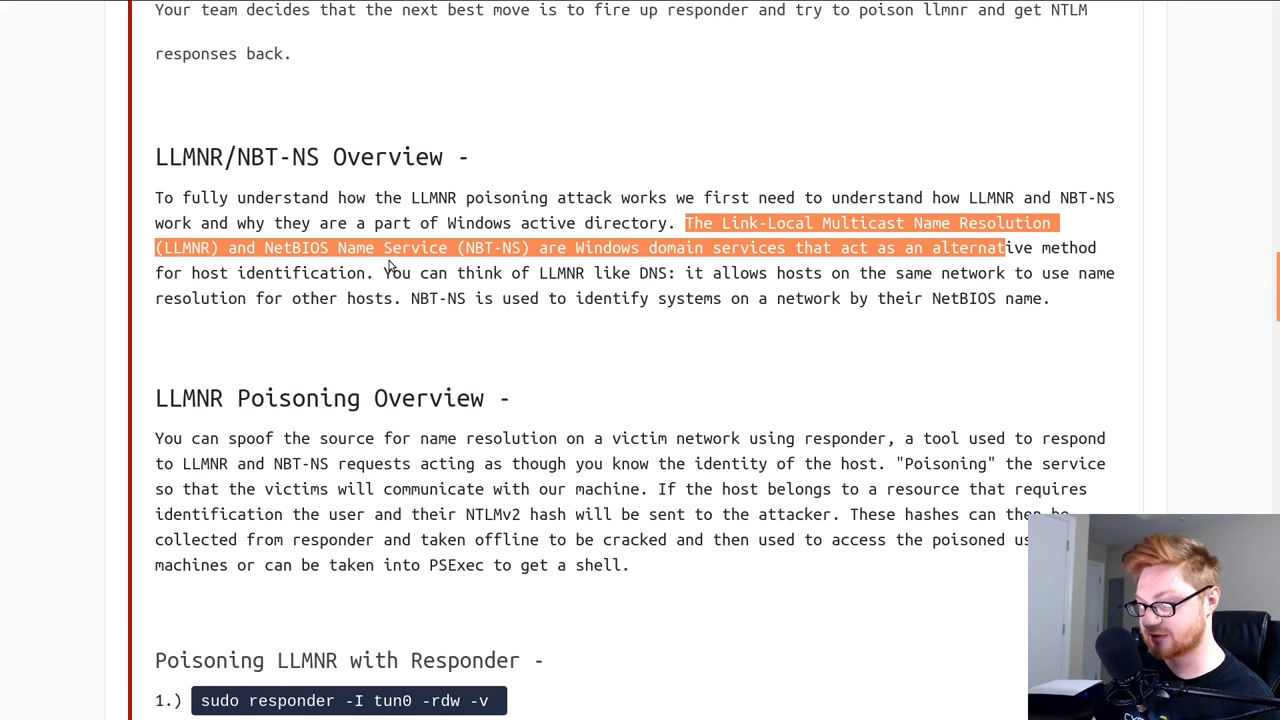 Your team decides that the next best move is to fire up responder and try to poison llmnr and get NTLM
responses back.
LLMNR/NBT-NS Overview -
To fully understand how the LLMNR poisoning attack works we first need to understand how LLMNR and NBT-NS
work and why they are a part of Windows active directory. The Link-Local Multicast Name Resolution
(LLMNR) and NetBIOS Name Service (NBT-NS) are Windows domain services that act as an alternative method
for host identification. You can think of LLMNR like DNS: it allows hosts on the same network to use name
resolution for other hosts. NBT-NS is used to identify systems on a network by their NetBIOS name.
LLMNR Poisoning Overview -
You can spoof the source for name resolution on a victim network using responder, a tool used to respond
to LLMNR and NBT-NS requests acting as though you know the identity of the host. "Poisoning" the service
so that the victims will communicate with our machine. If the host belongs to a resource that requires
identification the user and their NTLMv2 hash will be sent to the attacker. These hashes can then be
collected from responder and taken offline to be cracked and then used to access the poisoned
machines or can be taken into PSExec to get a shell.
Poisoning LLMNR with Responder -
1.) sudo responder -I tun0 -rdw -v